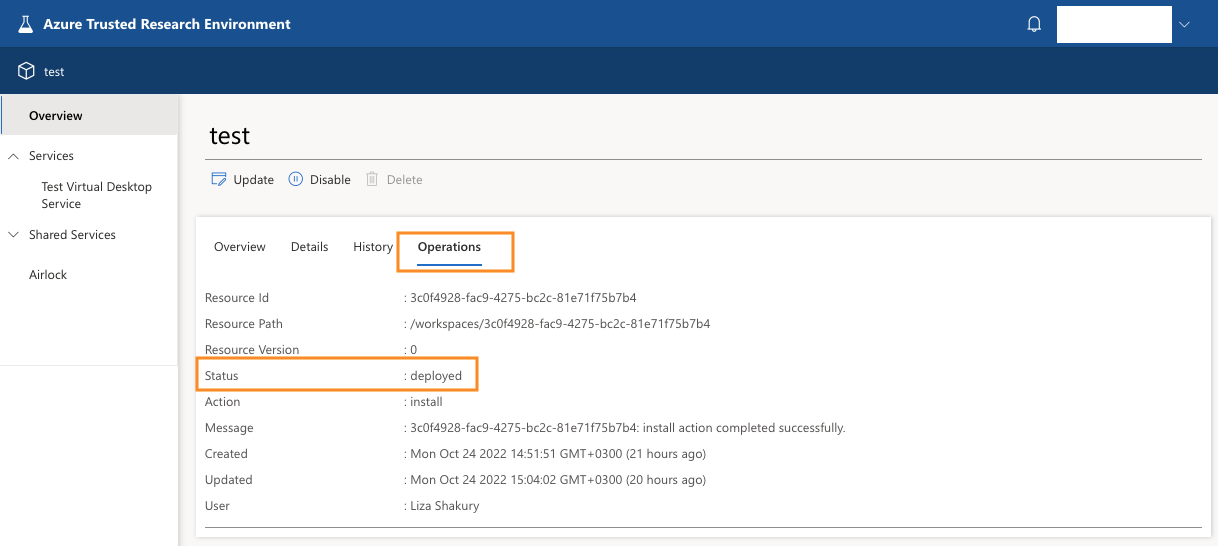 Azure Trusted Research Environment
test
Overview
Services
Test Virtual Desktop
Service
Shared Services
Airlock
test
Update Disable Delete
Overview Details History Operations
Resource Id : 3c0f4928-fac9-4275-bc2c-81e71f75b7b4
Resource Path : /workspaces/3c0f4928-fac9-4275-bc2c-81e71f75b7b4
Resource Version : 0
Status : deployed
Action : install
Message : 3c0f4928-fac9-4275-bc2c-81e71f75b7b4: install action completed successfully.
Created : Mon Oct 24 2022 14:51:51 GMT+0300 (21 hours ago)
Updated : Mon Oct 24 2022 15:04:02 GMT+0300 (20 hours ago)
User : Liza Shakury